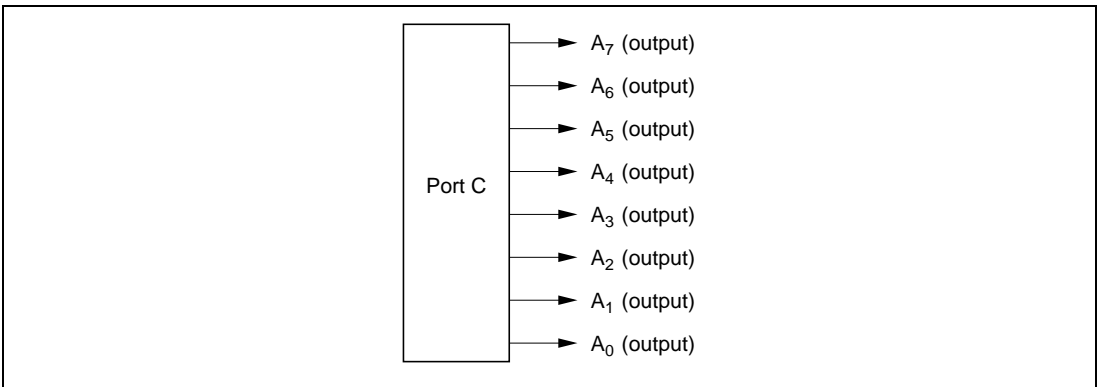 A₇ (output)
A₆ (output)
A₅ (output)
A₄ (output)
Port C
A₃ (output)
A₂ (output)
A₁ (output)
A₀ (output)